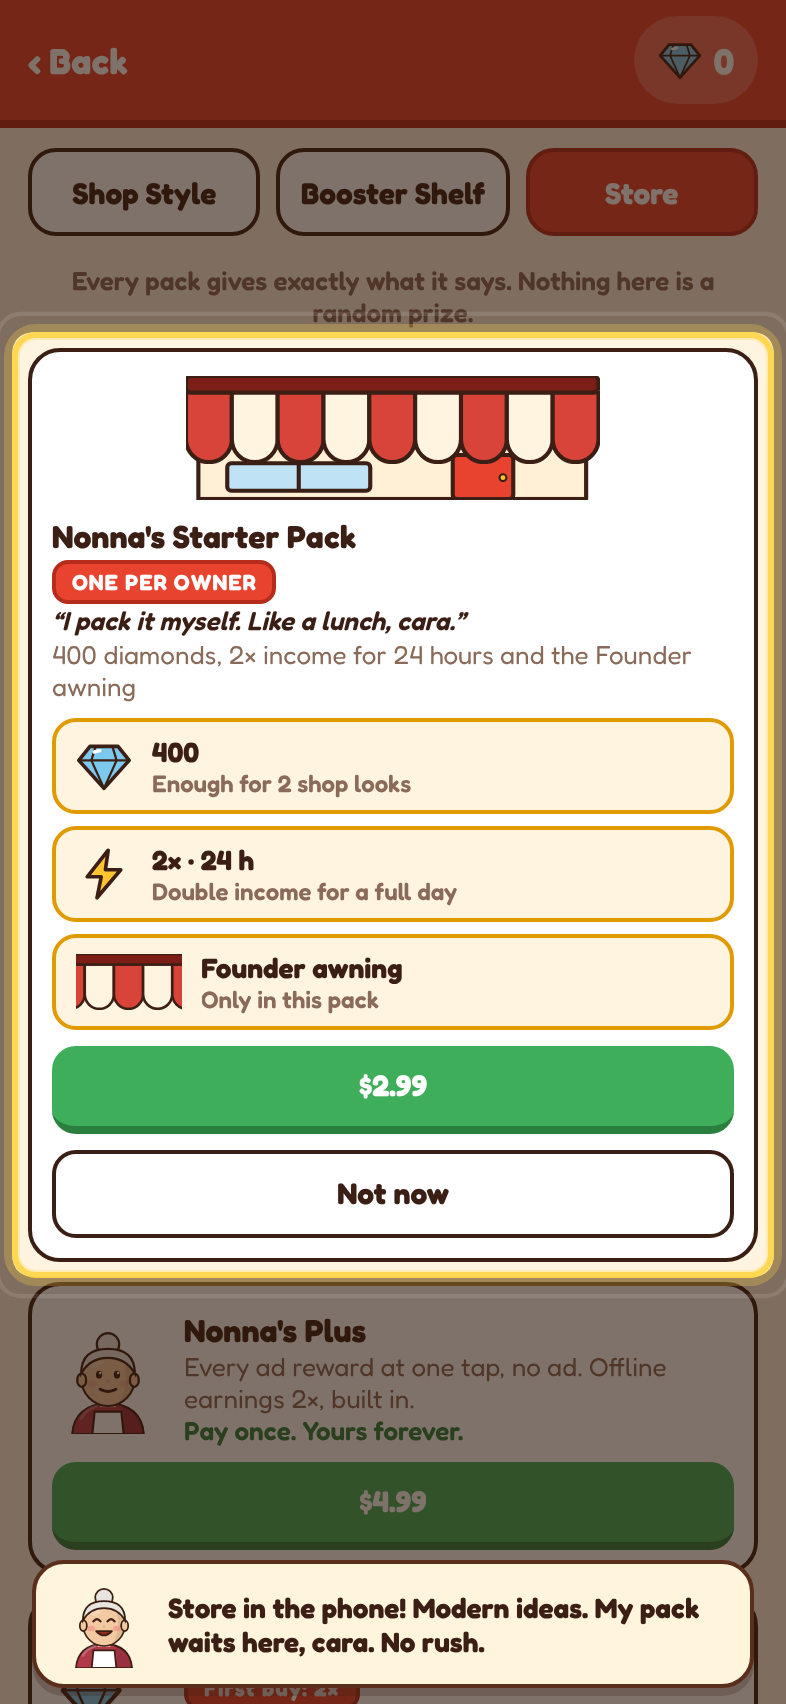 ‹ Back
0
Shop Style
Booster Shelf
Store
Every pack gives exactly what it says. Nothing here is a
random prize.
Nonna's Starter Pack
ONE PER OWNER
“I pack it myself. Like a lunch, cara.”
400 diamonds, 2× income for 24 hours and the Founder
awning
400
Enough for 2 shop looks
2× · 24 h
Double income for a full day
Founder awning
Only in this pack
$2.99
Not now
Nonna's Plus
Every ad reward at one tap, no ad. Offline
earnings 2×, built in.
Pay once. Yours forever.
$4.99
Store in the phone! Modern ideas. My pack
waits here, cara. No rush.
First buy: 2x